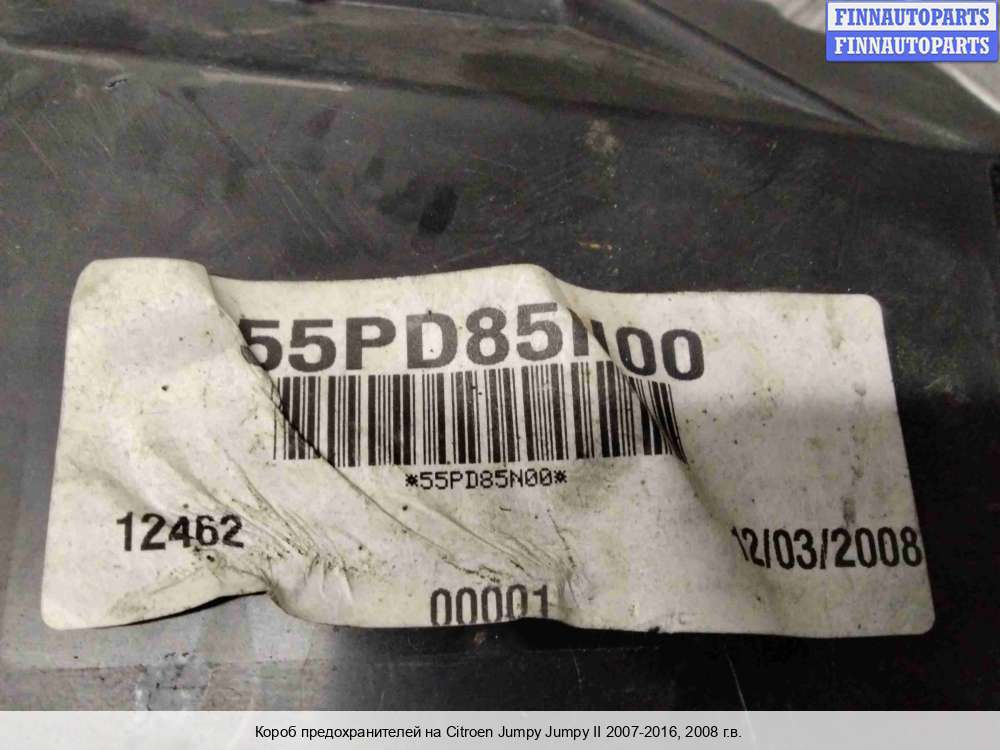 FINNAUTOPARTS
FINNAUTOPARTS
55PD85N00
*55PD85N00*
12462
12/03/2008
00001
Короб предохранителей на Citroen Jumpy Jumpy II 2007-2016, 2008 г.в.